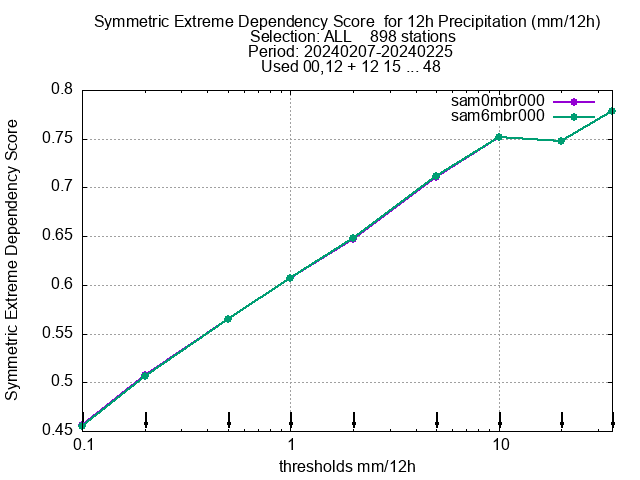 Symmetric Extreme Dependency Score  for 12h Precipitation (mm/12h)
Selection: ALL    898 stations
Period: 20240207-20240225
Used 00,12 + 12 15 ... 48
sam0mbr000
sam6mbr000
Symmetric Extreme Dependency Score
0.8
0.75
0.7
0.65
0.6
0.55
0.5
0.45
0.1 1 10
thresholds mm/12h